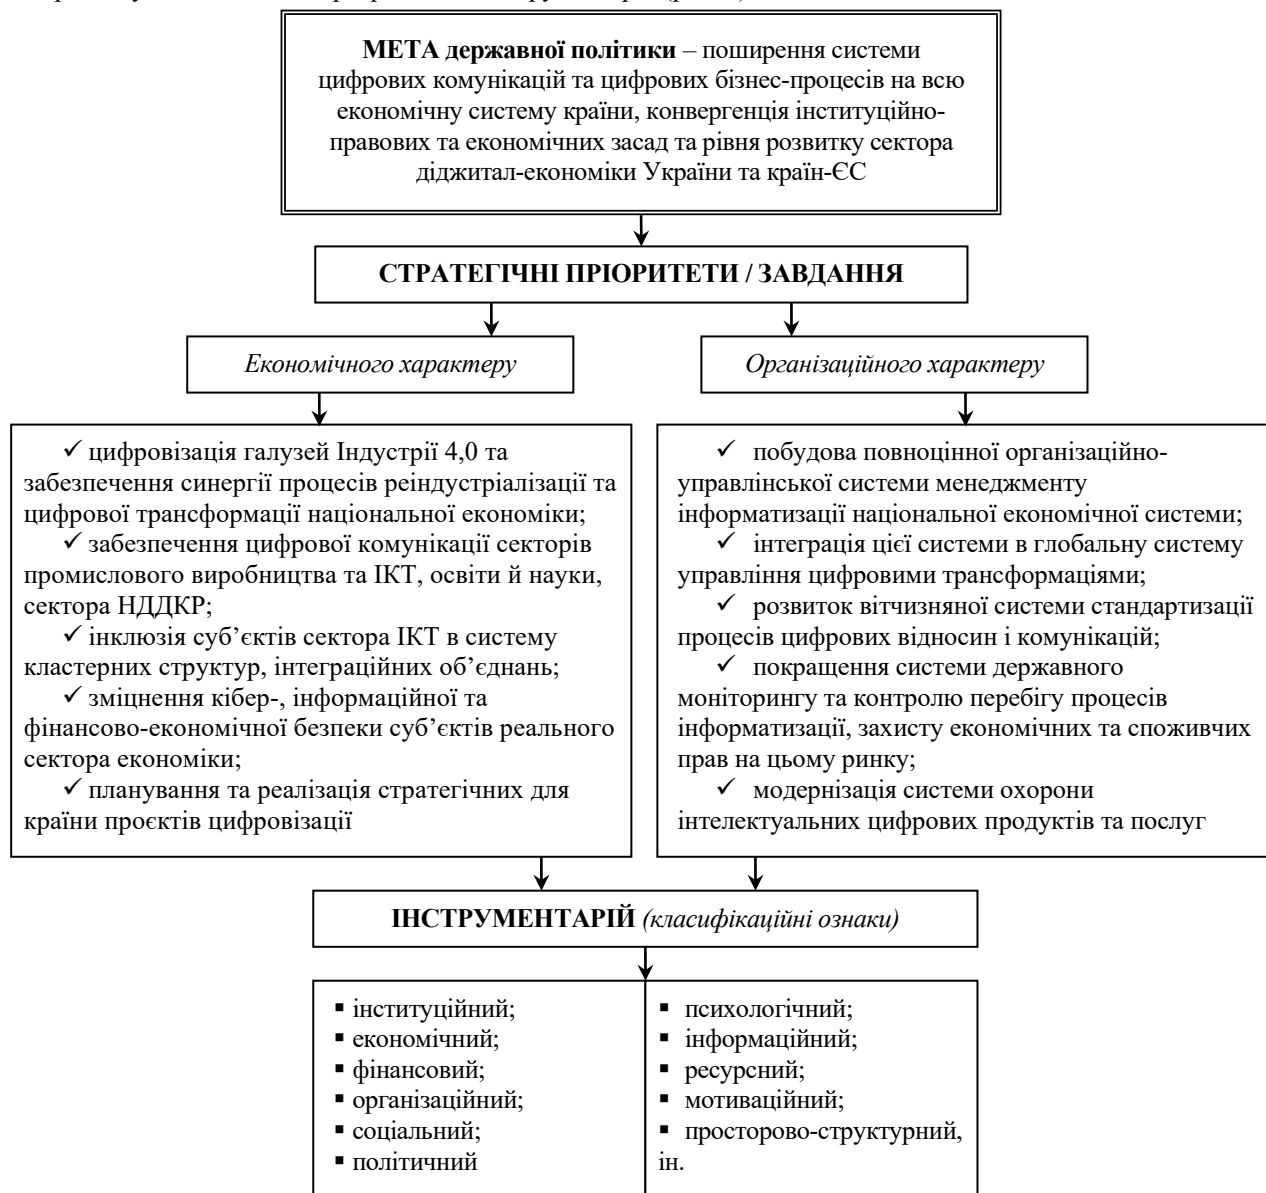 МЕТА державної політики – поширення системи
цифрових комунікацій та цифрових бізнес-процесів на всю
економічну систему країни, конвергенція інституційно-
правових та економічних засад та рівня розвитку сектора
діджитал-економіки України та країн-ЄС
СТРАТЕГІЧНІ ПРІОРИТЕТИ / ЗАВДАННЯ
Економічного характеру
✓ цифровізація галузей Індустрії 4,0 та
забезпечення синергії процесів реіндустріалізації та
цифрової трансформації національної економіки;
✓ забезпечення цифрової комунікації секторів
промислового виробництва та ІКТ, освіти й науки,
сектора НДДКР;
✓ інклюзія суб’єктів сектора ІКТ в систему
кластерних структур, інтеграційних об’єднань;
✓ зміцнення кібер-, інформаційної та
фінансово-економічної безпеки суб’єктів реального
сектора економіки;
✓ планування та реалізація стратегічних для
країни проєктів цифровізації
Організаційного характеру
✓ побудова повноцінної організаційно-
управлінської системи менеджменту
інформатизації національної економічної системи;
✓ інтеграція цієї системи в глобальну систему
управління цифровими трансформаціями;
✓ розвиток вітчизняної системи стандартизації
процесів цифрових відносин і комунікацій;
✓ покращення системи державного
моніторингу та контролю перебігу процесів
інформатизації, захисту економічних та споживчих
прав на цьому ринку;
✓ модернізація системи охорони
інтелектуальних цифрових продуктів та послуг
ІНСТРУМЕНТАРІЙ (класифікаційні ознаки)
▪ інституційний;
▪ економічний;
▪ фінансовий;
▪ організаційний;
▪ соціальний;
▪ політичний
▪ психологічний;
▪ інформаційний;
▪ ресурсний;
▪ мотиваційний;
▪ просторово-структурний,
ін.